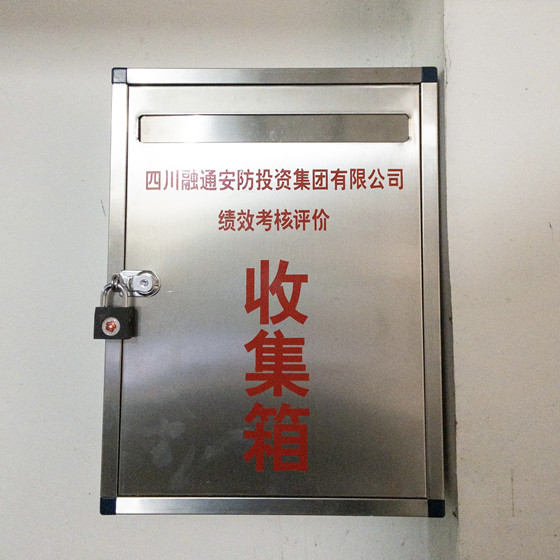 四川融通安防投资集团有限公司
绩效考核评价
收
集
箱